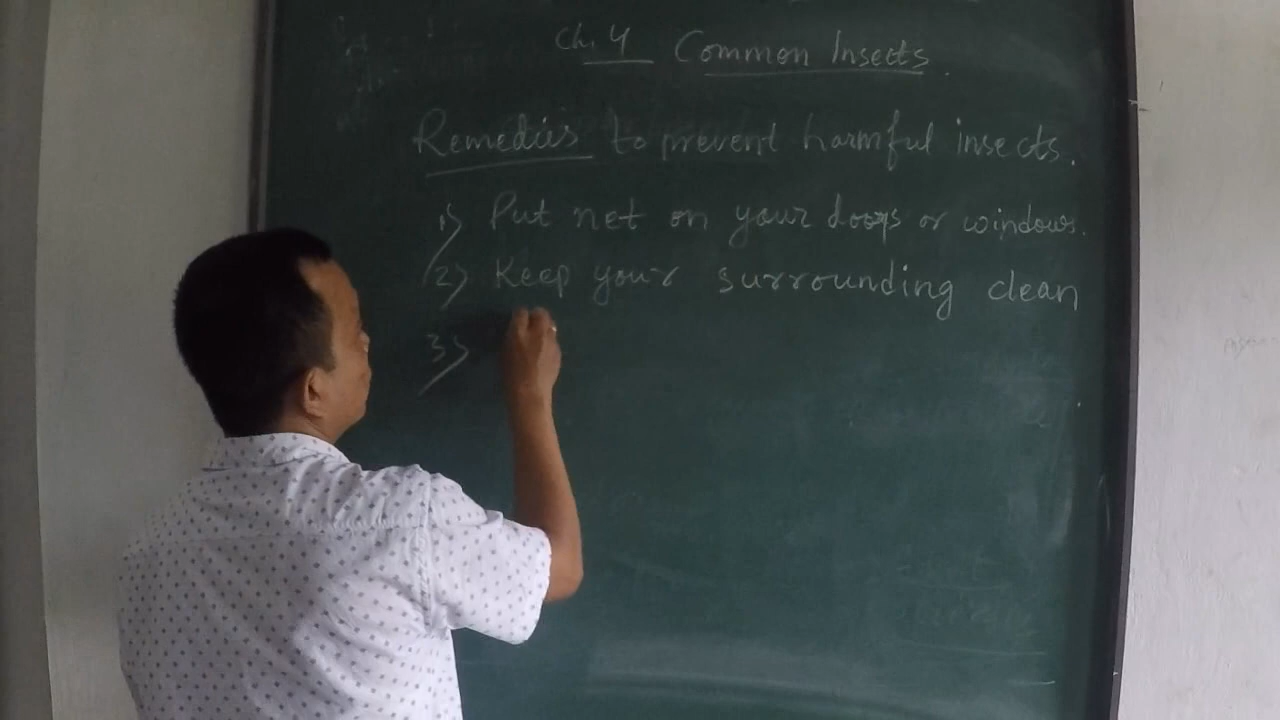 Ch. 4 Common Insects.
Remedies to prevent harmful insects.
1) Put net on your doors or windows.
2) Keep your surrounding clean
3)